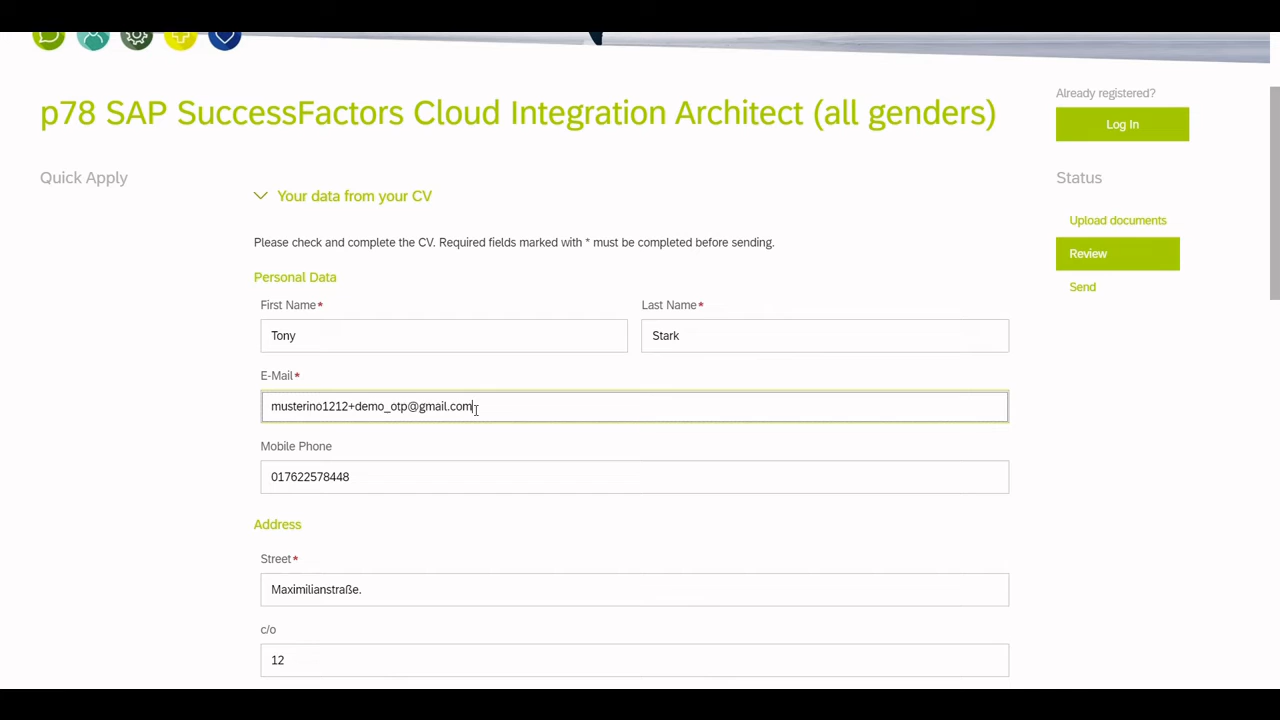 p78 SAP SuccessFactors Cloud Integration Architect (all genders)
Already registered?
Log In
Quick Apply
Status
Upload documents
Review
Send
Your data from your CV
Please check and complete the CV. Required fields marked with * must be completed before sending.
Personal Data
First Name*
Last Name*
Tony
Stark
E-Mail*
musterino1212+demo_otp@gmail.com
Mobile Phone
017622578448
Address
Street*
Maximilianstraße.
c/o
12